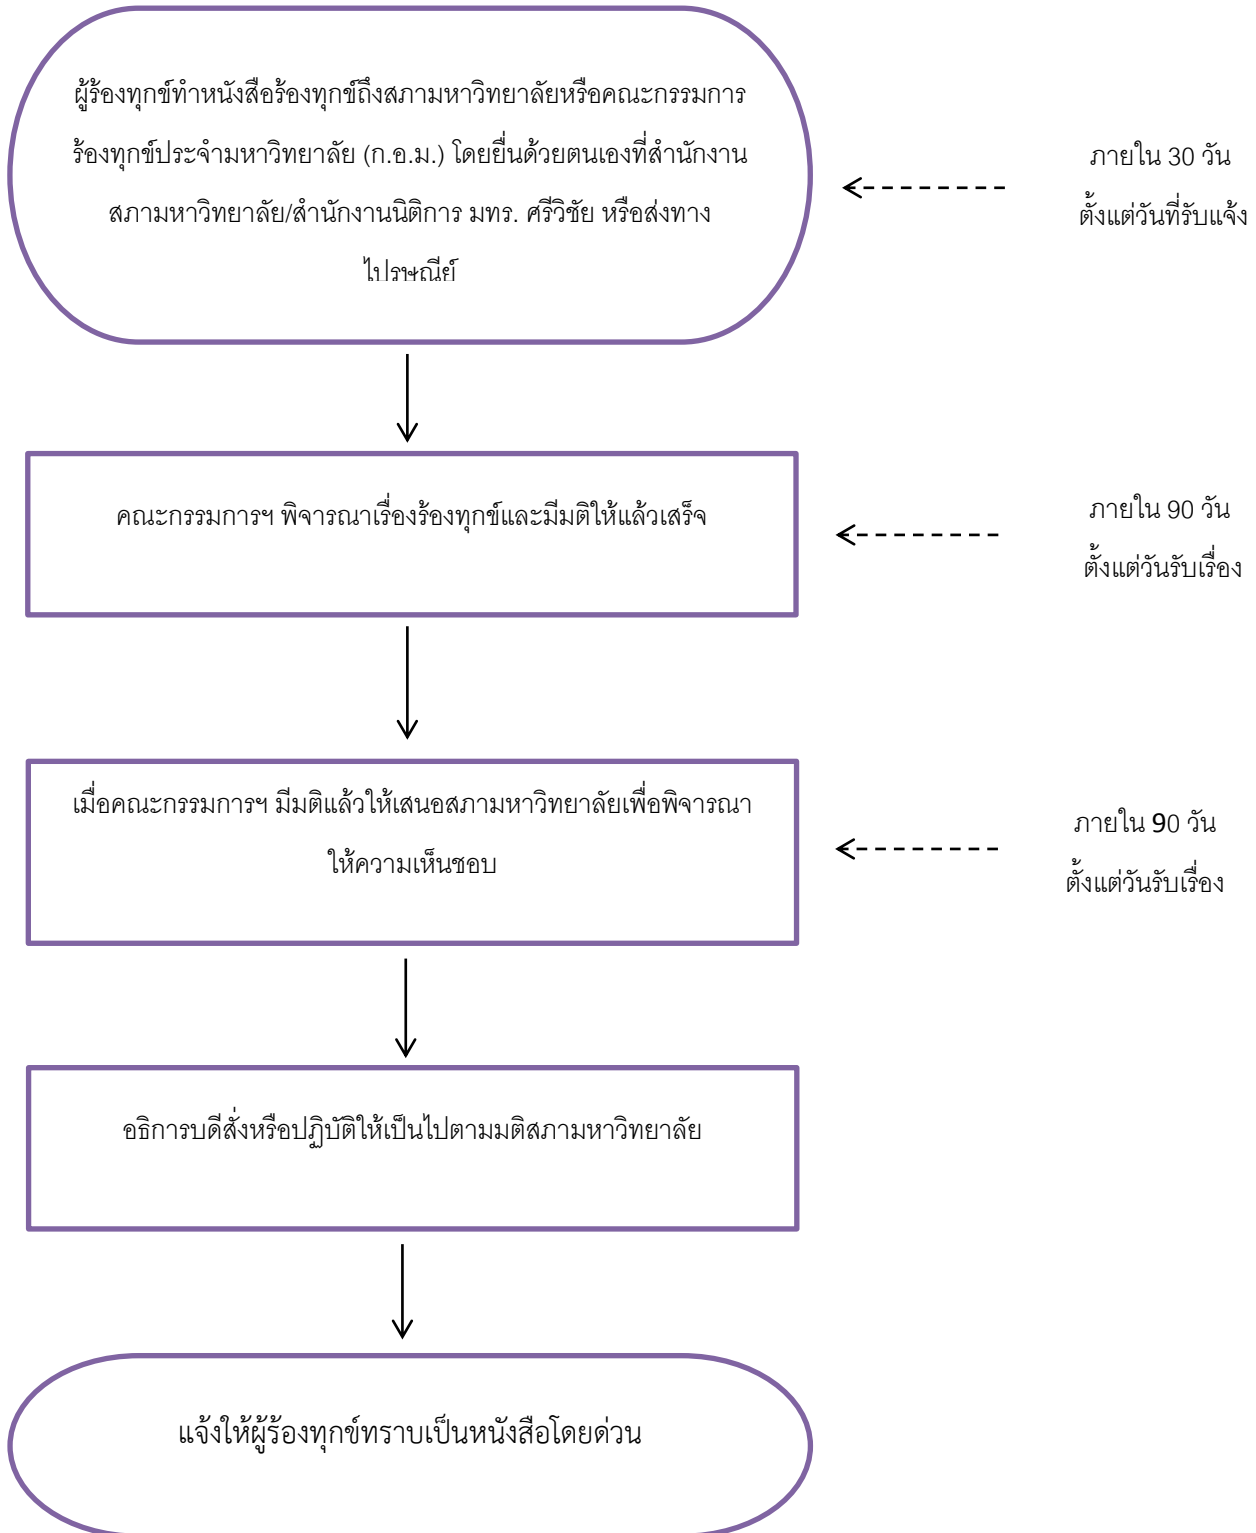 ผู้ร้องทุกข์ทำหนังสือร้องทุกข์ถึงสภามหาวิทยาลัยหรือคณะกรรมการ
ร้องทุกข์ประจำมหาวิทยาลัย (ก.อ.ม.) โดยยื่นด้วยตนเองที่สำนักงาน
สภามหาวิทยาลัย/สำนักงานนิติการ มทร. ศรีวิชัย หรือส่งทาง
ไปรษณีย์
ภายใน 30 วัน
ตั้งแต่วันที่รับแจ้ง
คณะกรรมการฯ พิจารณาเรื่องร้องทุกข์และมีมติให้แล้วเสร็จ
ภายใน 90 วัน
ตั้งแต่วันรับเรื่อง
เมื่อคณะกรรมการฯ มีมติแล้วให้เสนอสภามหาวิทยาลัยเพื่อพิจารณา
ให้ความเห็นชอบ
ภายใน 90 วัน
ตั้งแต่วันรับเรื่อง
อธิการบดีสั่งหรือปฏิบัติให้เป็นไปตามมติสภามหาวิทยาลัย
แจ้งให้ผู้ร้องทุกข์ทราบเป็นหนังสือโดยด่วน